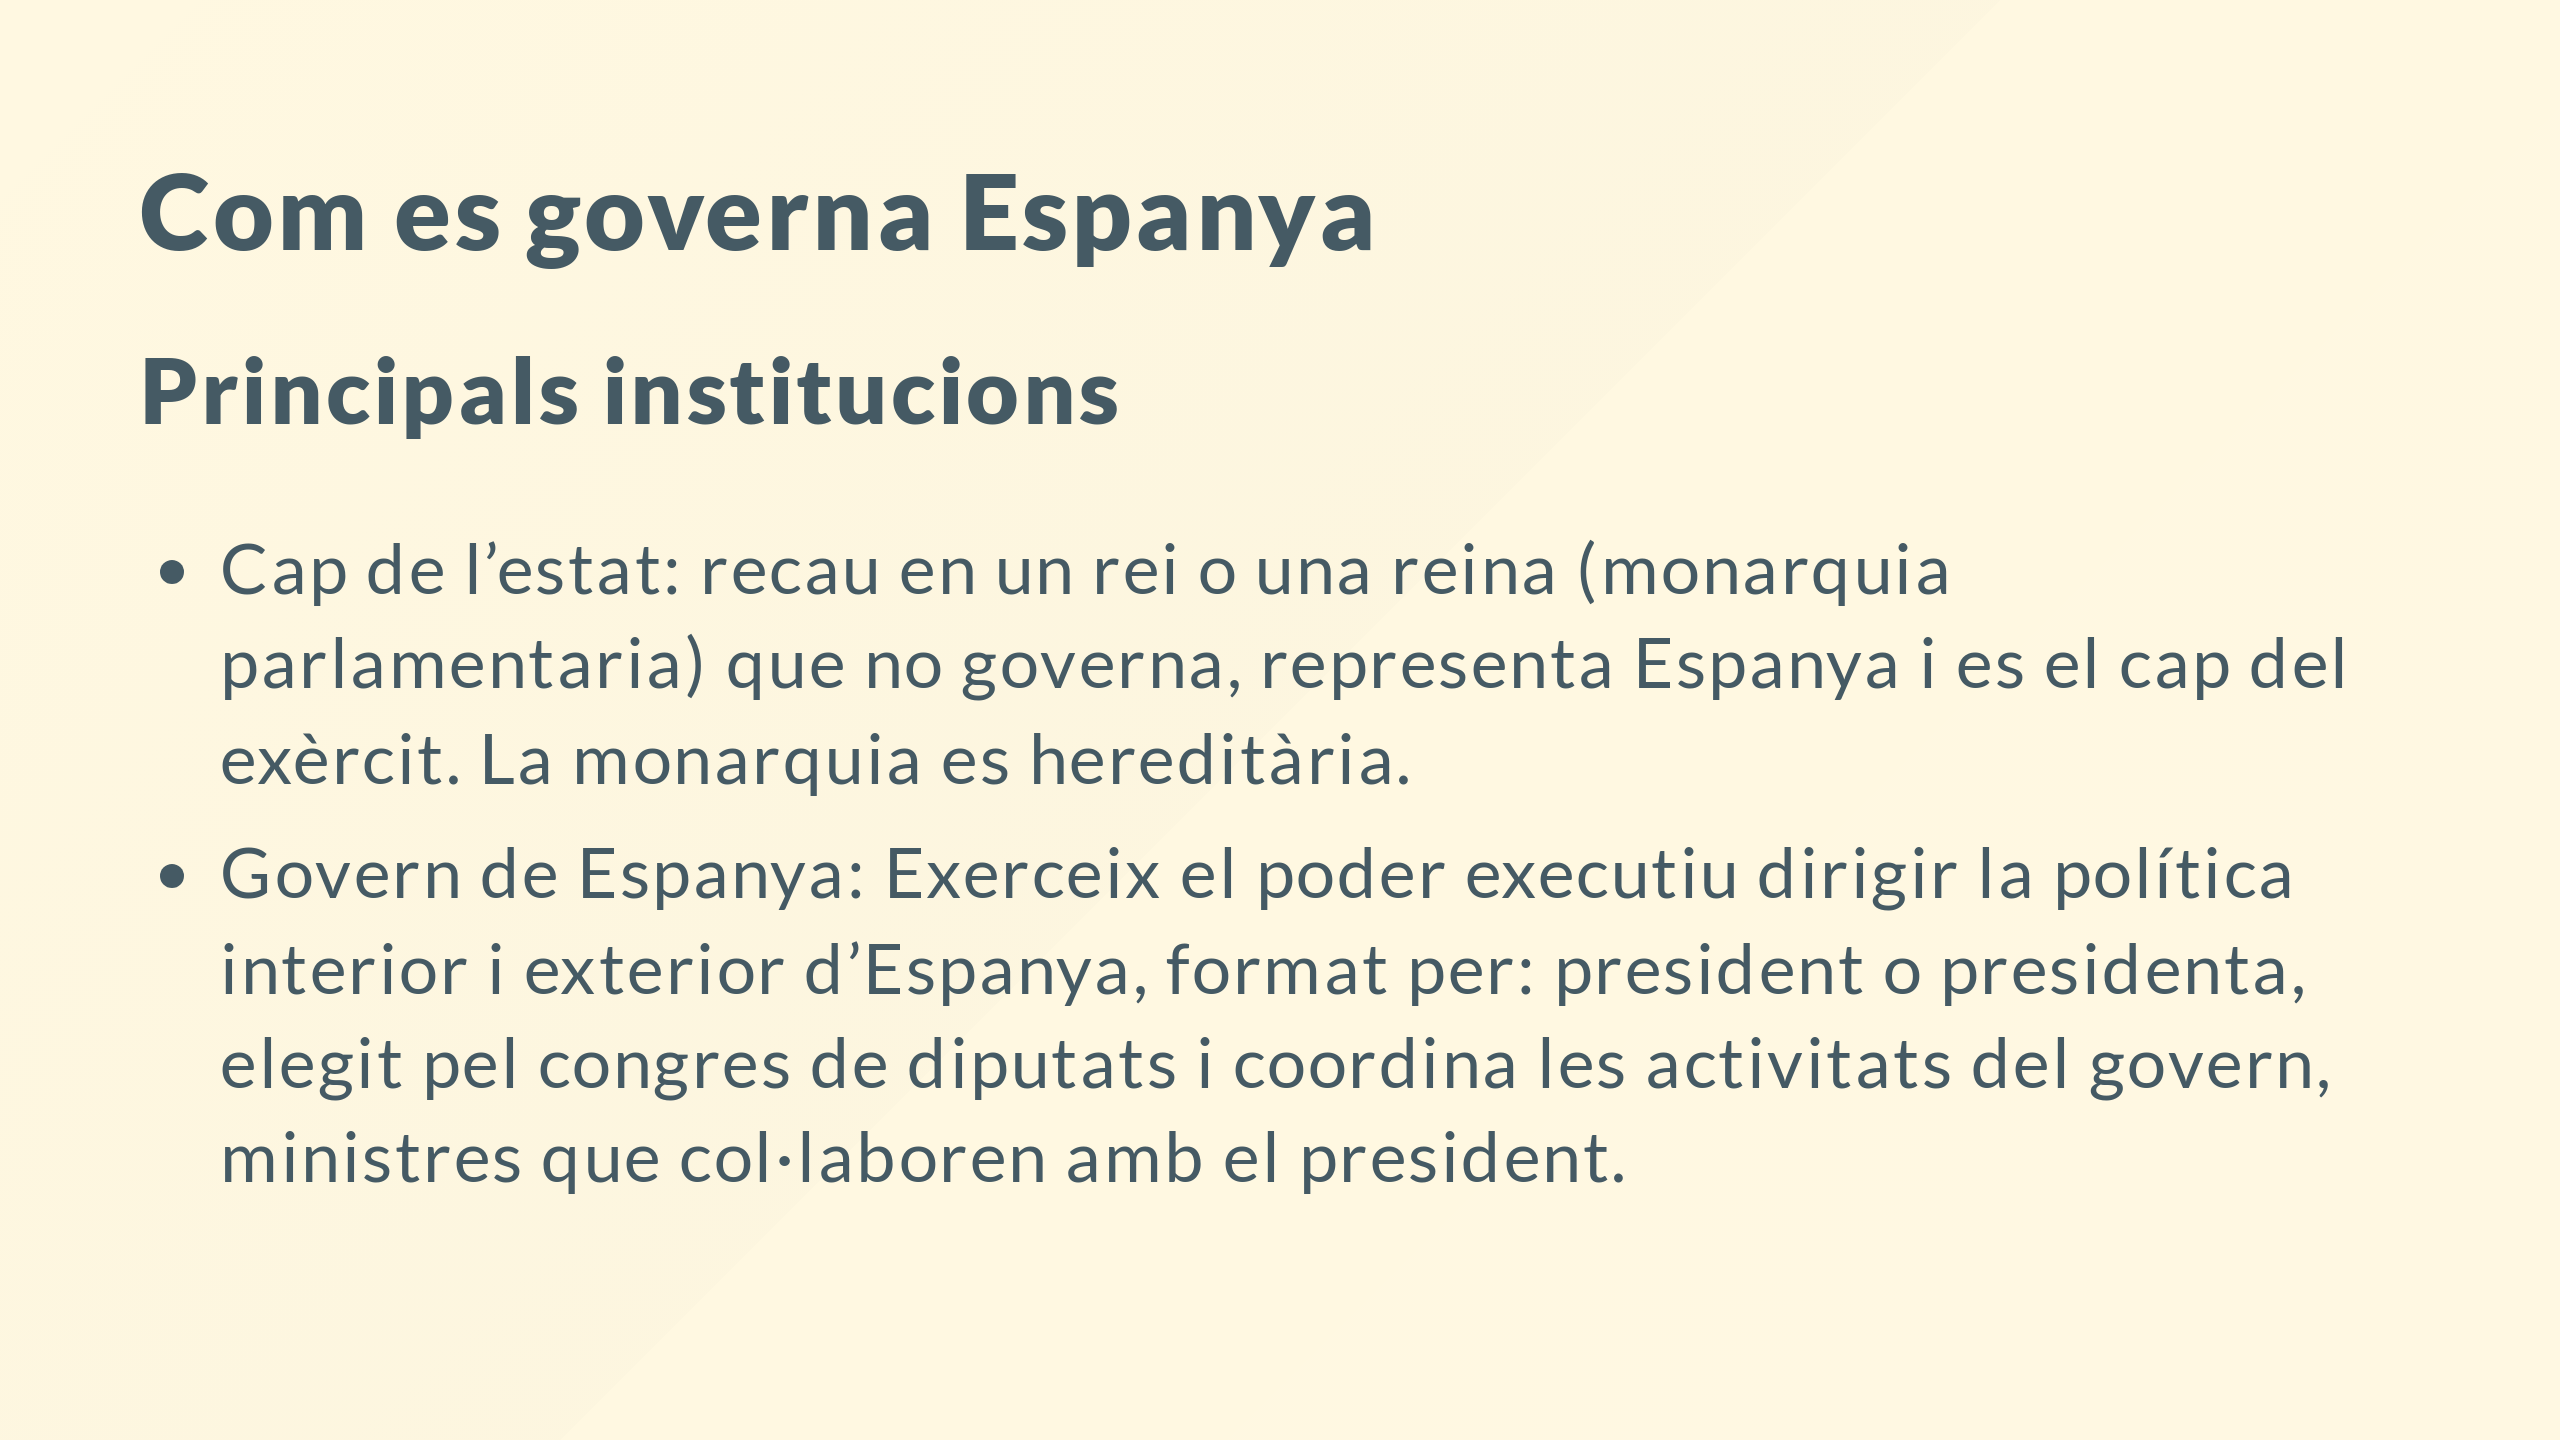 Com es governa Espanya
Principals institucions
• Cap de l’estat: recau en un rei o una reina (monarquia
parlamentaria) que no governa, representa Espanya i es el cap del
exèrcit. La monarquia es hereditària.
• Govern de Espanya: Exerceix el poder executiu dirigir la política
interior i exterior d’Espanya, format per: president o presidenta,
elegit pel congres de diputats i coordina les activitats del govern,
ministres que col·laboren amb el president.